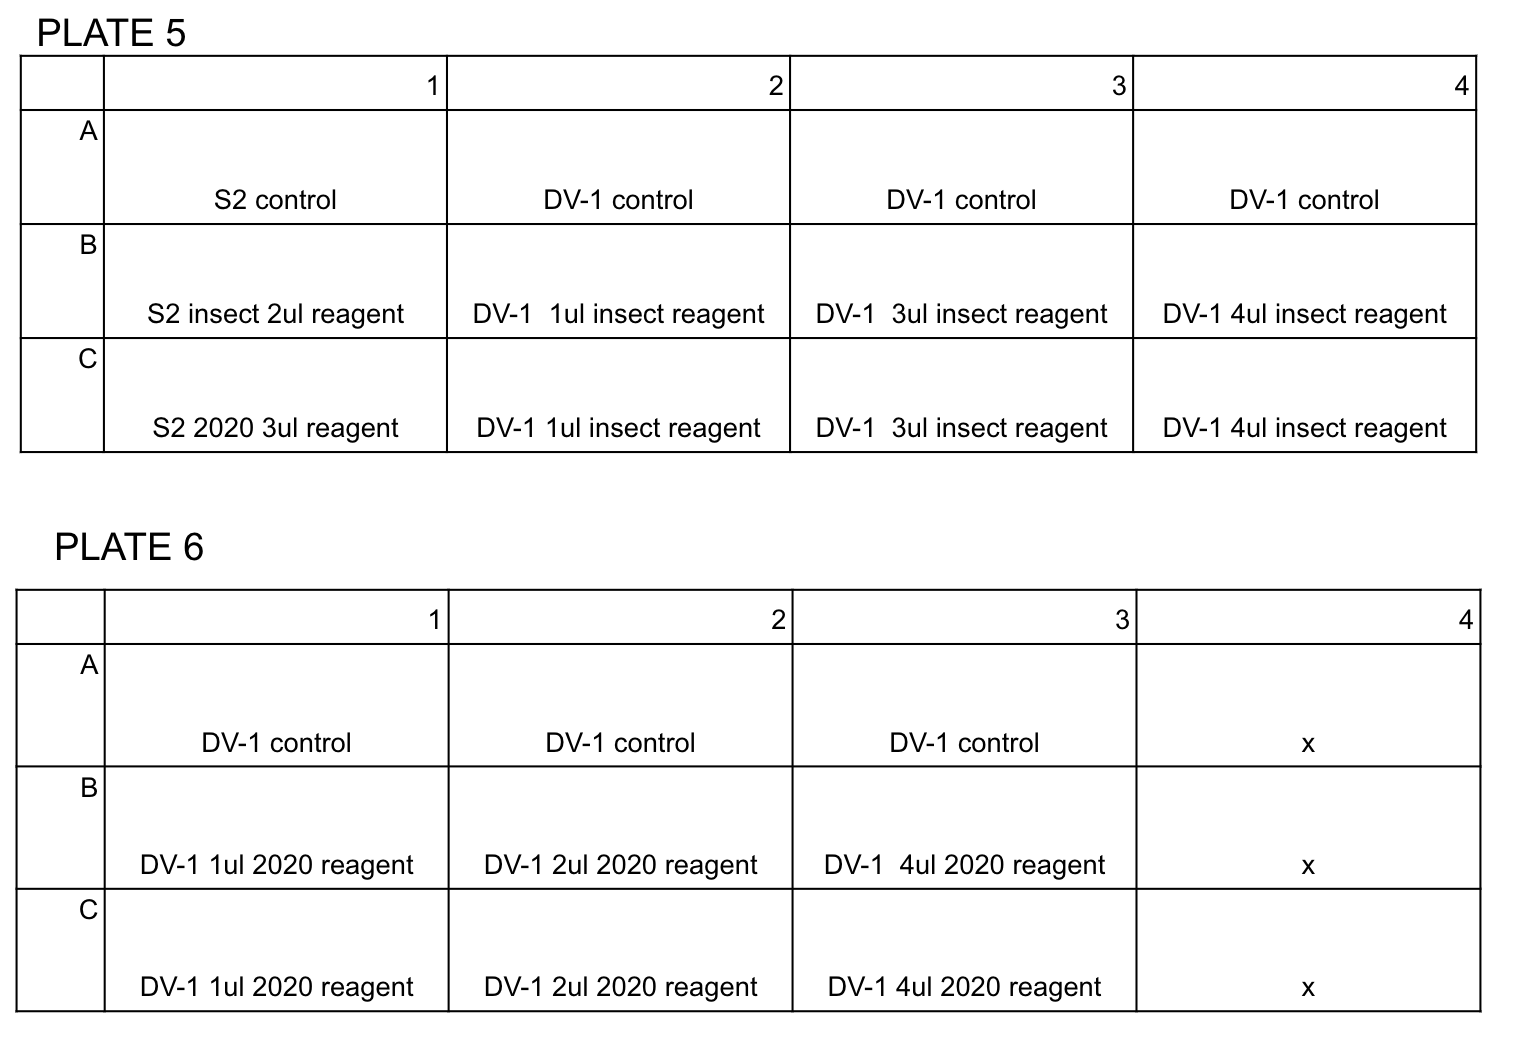 PLATE 5
1 2 3 4
A
S2 control DV-1 control DV-1 control DV-1 control
B
S2 insect 2ul reagent DV-1  1ul insect reagent DV-1  3ul insect reagent DV-1 4ul insect reagent
C
S2 2020 3ul reagent DV-1 1ul insect reagent DV-1  3ul insect reagent DV-1 4ul insect reagent
PLATE 6
1 2 3 4
A
DV-1 control DV-1 control DV-1 control x
B
DV-1 1ul 2020 reagent DV-1 2ul 2020 reagent DV-1  4ul 2020 reagent x
C
DV-1 1ul 2020 reagent DV-1 2ul 2020 reagent DV-1 4ul 2020 reagent x